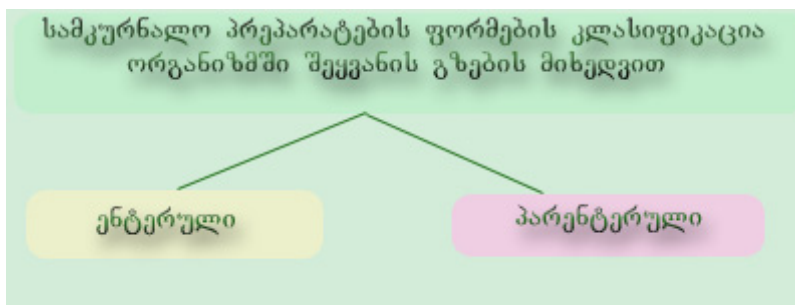 სამკურნალო პრეპარატების ფორმების კლასიფიკაცია
ორგანიზმში შეყვანის გზების მიხედვით
ენტერული
პარენტერული